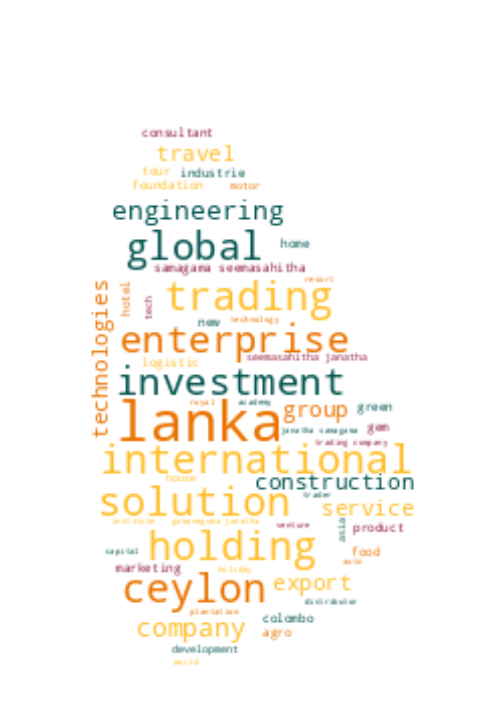 consultant
travel
tour industrie
foundation motor
engineering
global home
samagama seemasahitha
resort
hotel tech trading
technologies
new technology
enterprise
seemasahitha janatha
logistic
investment
royal academy
lanka group green
janatha samagama gem
trading company
international
house construction
trader
solution service
institute gawamguna janatha venture asia product
holding
capital food
auto
marketing holiday
ceylon export
distributor
plantation
colombo
company agro
development
world